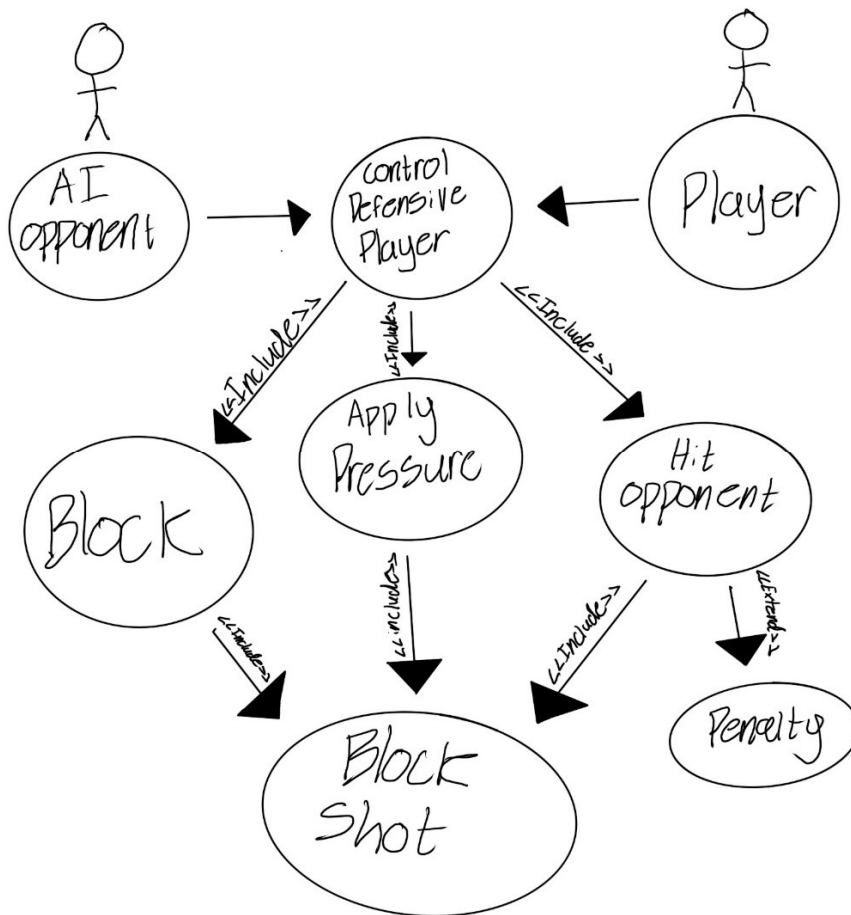 AI
opponent
Control
Defensive
Player
Player
<<Include>>
<<Include>>
<<Include>>
Block
Apply
Pressure
Hit
opponent
<<Include>>
<<include>>
<<Include>>
<<Extend>>
Block
Shot
Penalty